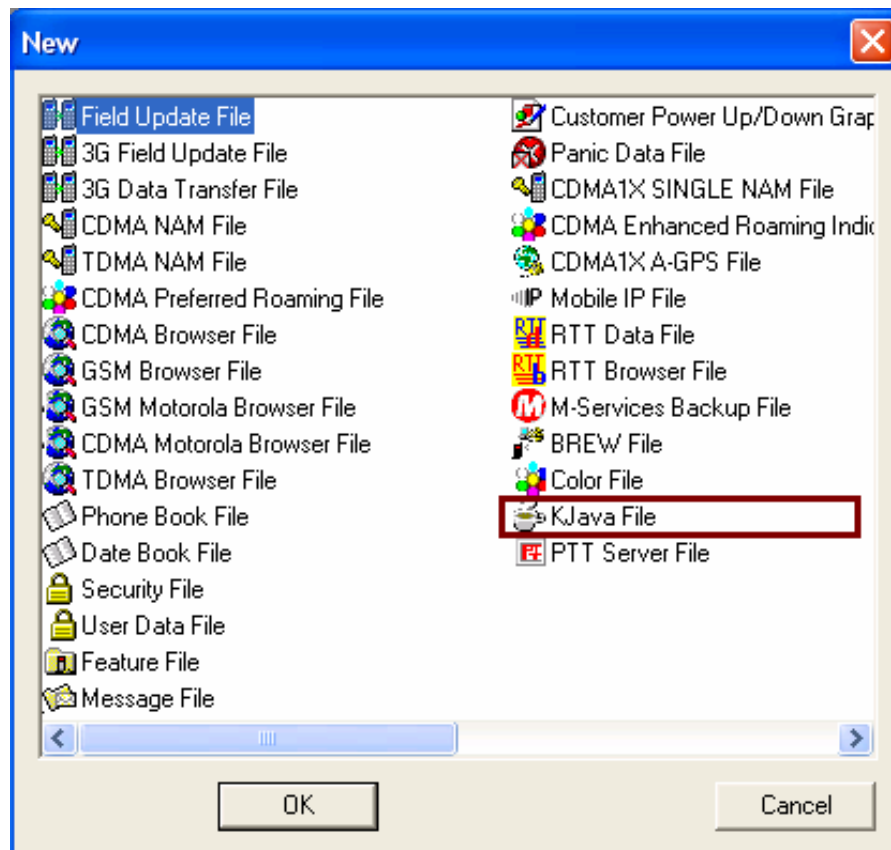 New
Field Update File
3G Field Update File
3G Data Transfer File
CDMA NAM File
TDMA NAM File
CDMA Preferred Roaming File
CDMA Browser File
GSM Browser File
GSM Motorola Browser File
CDMA Motorola Browser File
TDMA Browser File
Phone Book File
Date Book File
Security File
User Data File
Feature File
Message File
Customer Power Up/Down Grap
Panic Data File
CDMA1X SINGLE NAM File
CDMA Enhanced Roaming Indic
CDMA1X A-GPS File
IP Mobile IP File
RTT RTT Data File
RTT RTT Browser File
M M-Services Backup File
BREW File
Color File
KJava File
PTT Server File
OK
Cancel